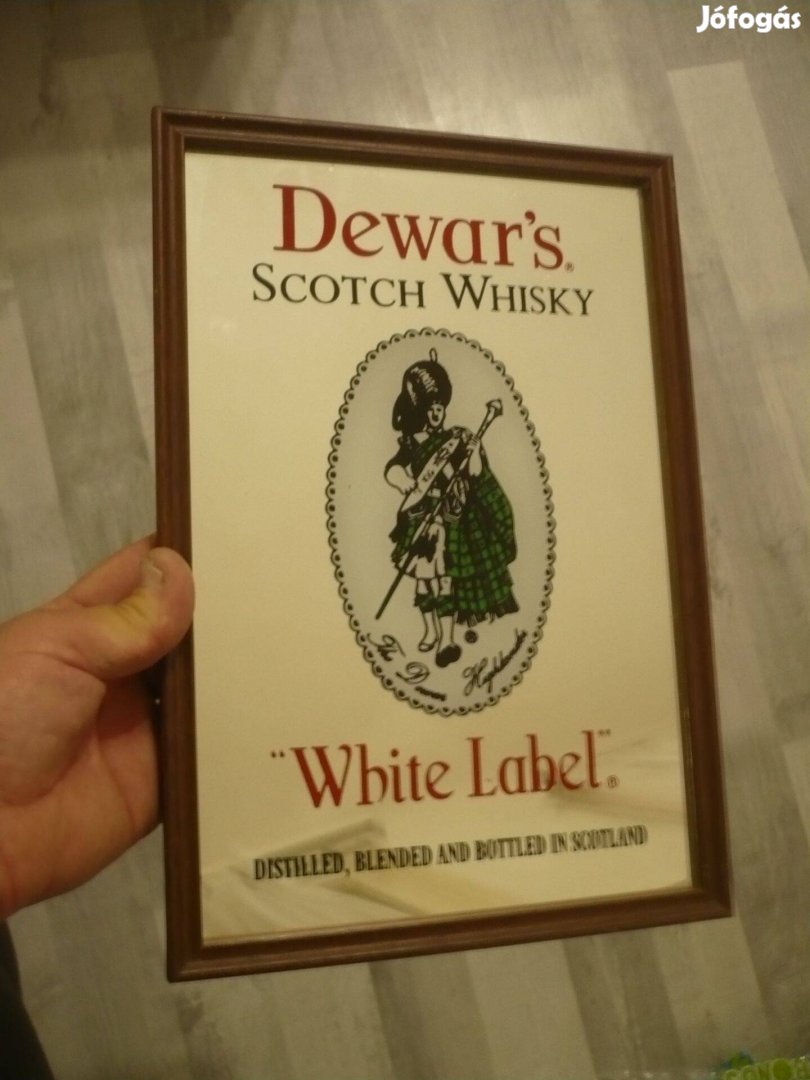 Jófogás
Dewar's®
SCOTCH WHISKY
The Dewar Highlander
®
"White Label"®
DISTILLED, BLENDED AND BOTTLED IN SCOTLAND